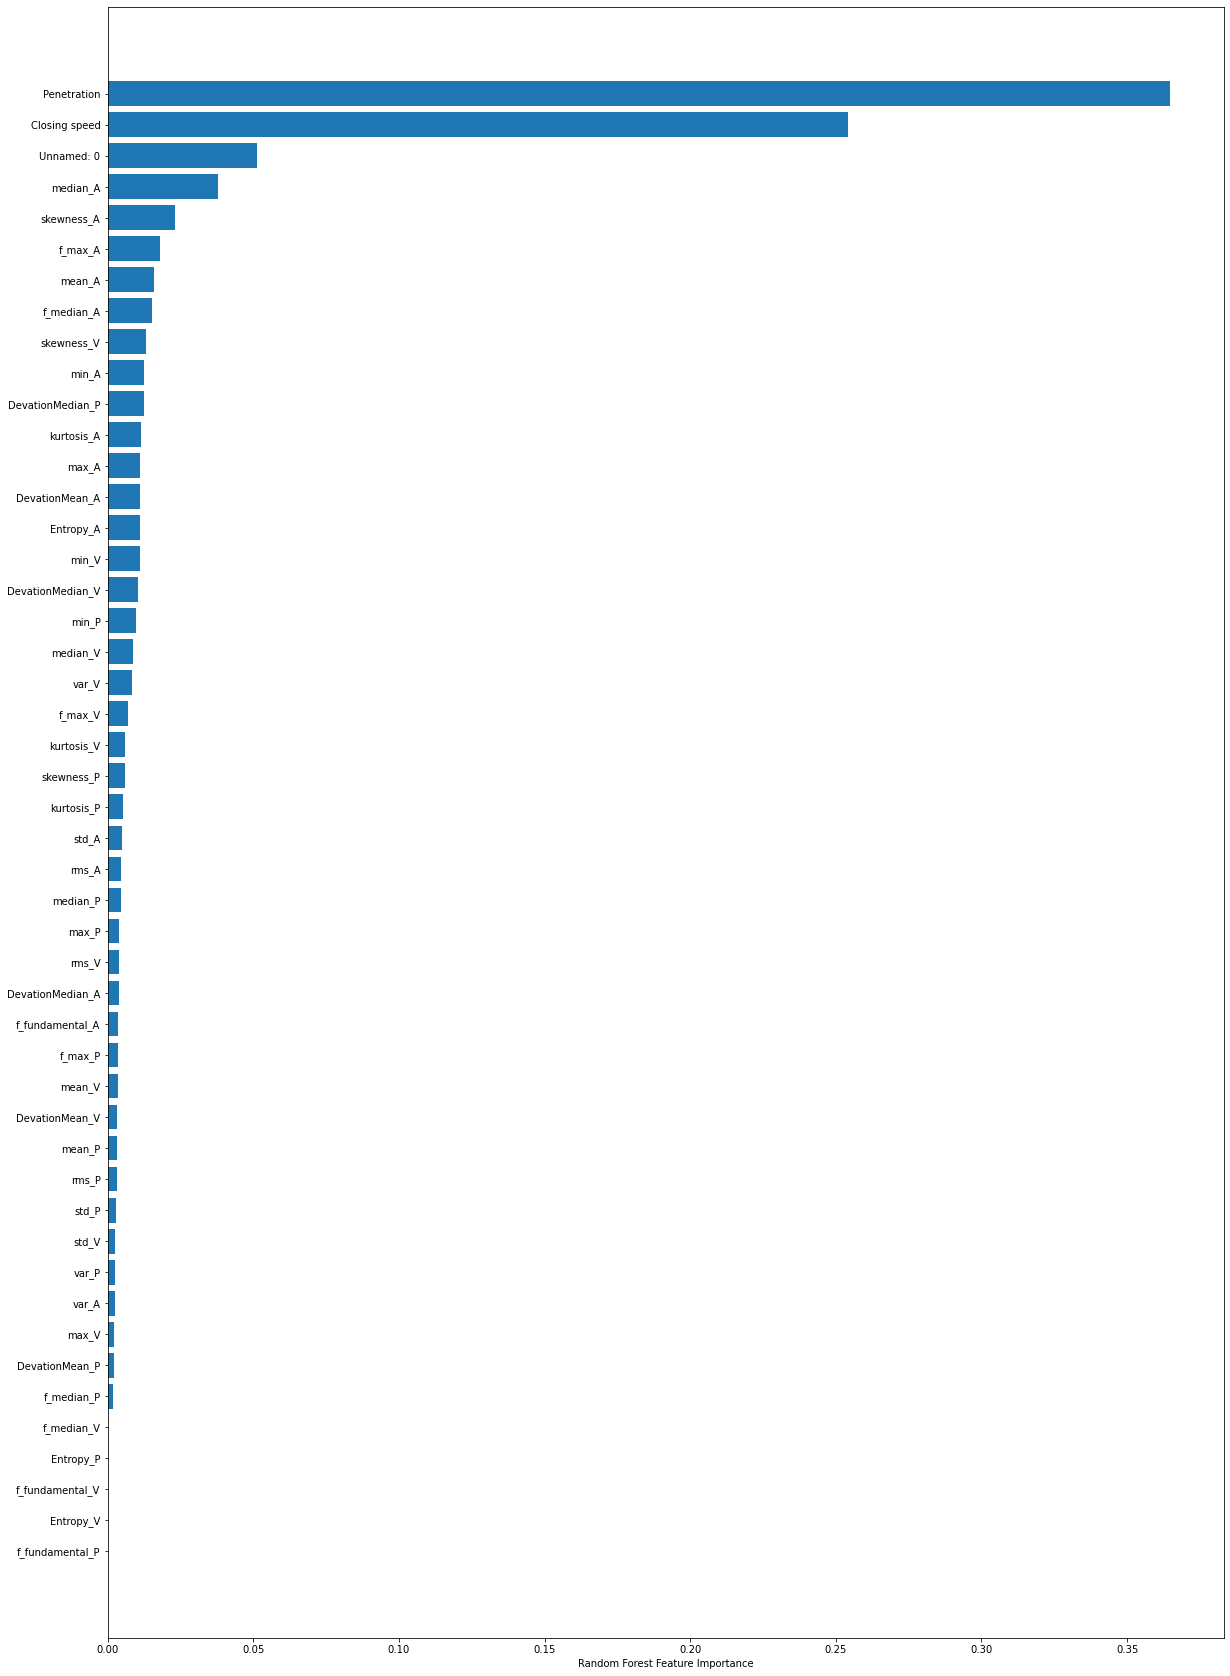 Penetration
Closing speed
Unnamed: 0
median_A
skewness_A
f_max_A
mean_A
f_median_A
skewness_V
min_A
DevationMedian_P
kurtosis_A
max_A
DevationMean_A
Entropy_A
min_V
DevationMedian_V
min_P
median_V
var_V
f_max_V
kurtosis_V
skewness_P
kurtosis_P
std_A
rms_A
median_P
max_P
rms_V
DevationMedian_A
f_fundamental_A
f_max_P
mean_V
DevationMean_V
mean_P
rms_P
std_P
std_V
var_P
var_A
max_V
DevationMean_P
f_median_P
f_median_V
Entropy_P
f_fundamental_V
Entropy_V
f_fundamental_P
0.00 0.05 0.10 0.15 0.20 0.25 0.30 0.35
Random Forest Feature Importance